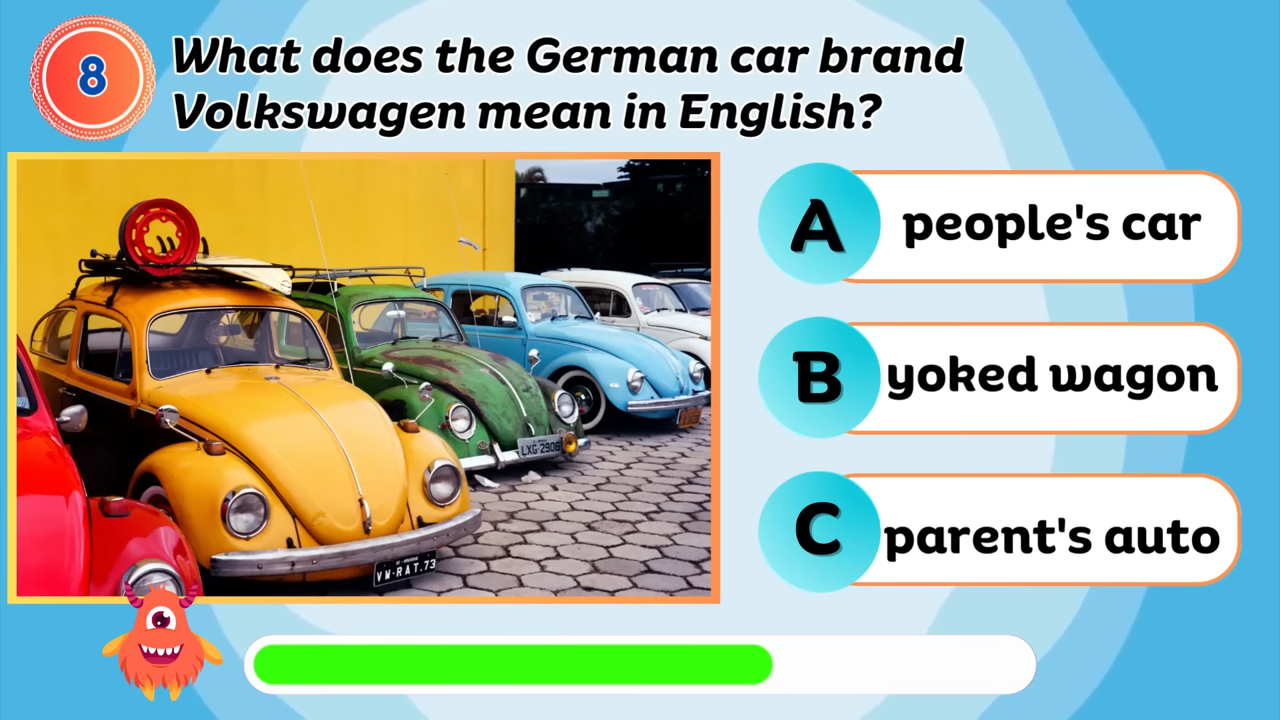 8
What does the German car brand
Volkswagen mean in English?
A
people's car
B
yoked wagon
C
parent's auto
LXG 2906
VW-RAT.73